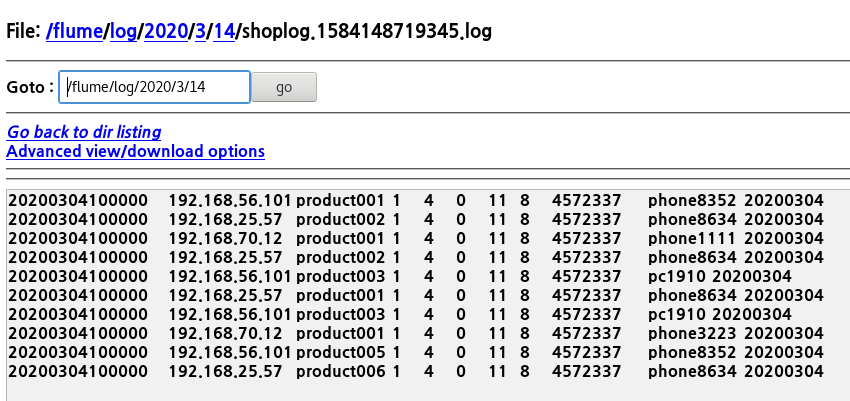 File: /flume/log/2020/3/14/shoplog.1584148719345.log
Goto : /flume/log/2020/3/14 go
Go back to dir listing
Advanced view/download options
20200304100000 192.168.56.101 product001 1 4 0 11 8 4572337 phone8352 20200304
20200304100000 192.168.25.57 product002 1 4 0 11 8 4572337 phone8634 20200304
20200304100000 192.168.70.12 product001 1 4 0 11 8 4572337 phone1111 20200304
20200304100000 192.168.25.57 product002 1 4 0 11 8 4572337 phone8634 20200304
20200304100000 192.168.56.101 product003 1 4 0 11 8 4572337 pc1910 20200304
20200304100000 192.168.25.57 product001 1 4 0 11 8 4572337 phone8634 20200304
20200304100000 192.168.56.101 product003 1 4 0 11 8 4572337 pc1910 20200304
20200304100000 192.168.70.12 product001 1 4 0 11 8 4572337 phone3223 20200304
20200304100000 192.168.56.101 product005 1 4 0 11 8 4572337 phone8352 20200304
20200304100000 192.168.25.57 product006 1 4 0 11 8 4572337 phone8634 20200304